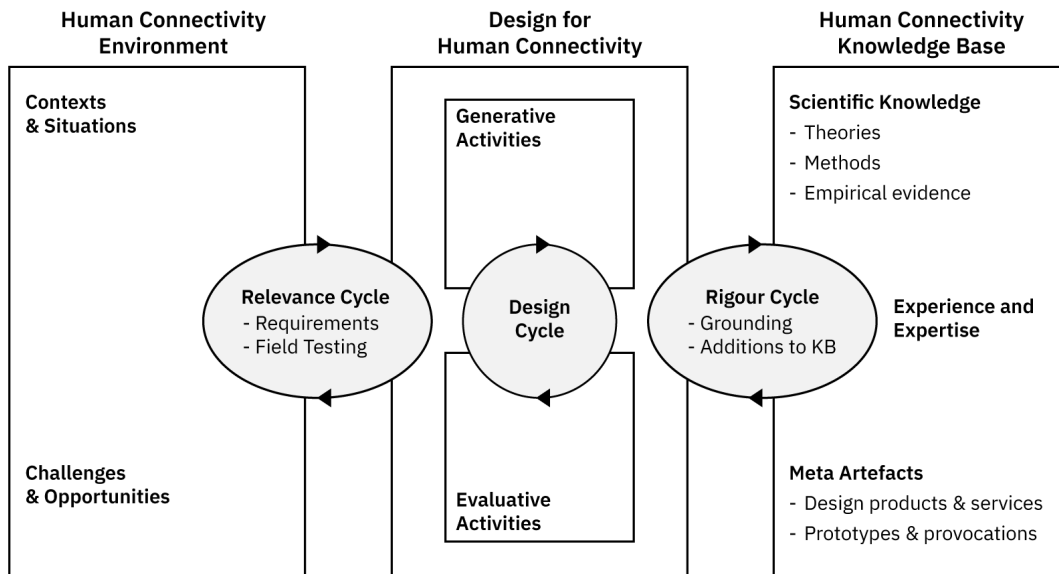 Human Connectivity
Environment
Design for
Human Connectivity
Human Connectivity
Knowledge Base
Contexts
& Situations
Challenges
& Opportunities
Relevance Cycle
- Requirements
- Field Testing
Generative
Activities
Design
Cycle
Evaluative
Activities
Rigour Cycle
- Grounding
- Additions to KB
Scientific Knowledge
- Theories
- Methods
- Empirical evidence
Experience and
Expertise
Meta Artefacts
- Design products & services
- Prototypes & provocations